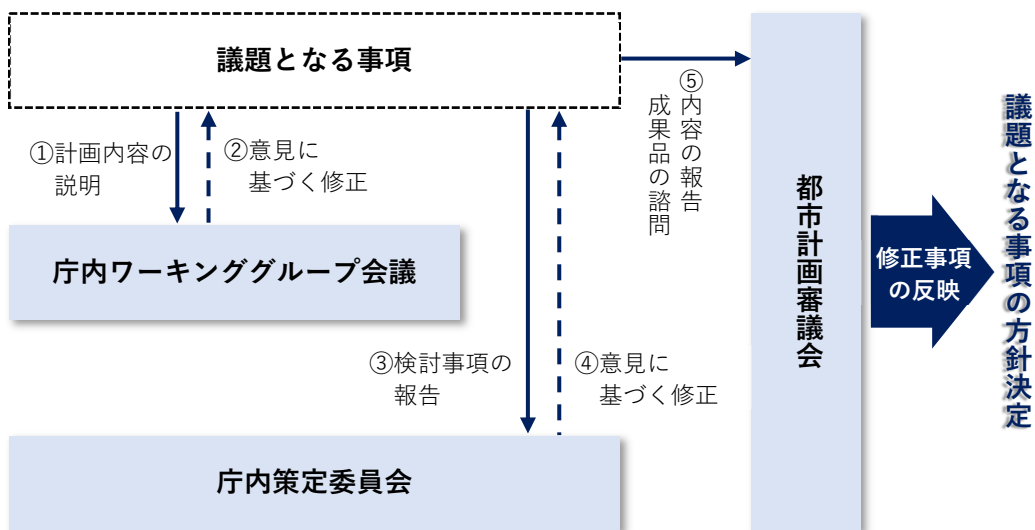 議題となる事項
①計画内容の
説明
②意見に
基づく修正
庁内ワーキンググループ会議
③検討事項の
報告
④意見に
基づく修正
庁内策定委員会
⑤内容の報告
成果品の諮問
都市計画審議会
修正事項
の反映
議題となる事項の方針決定